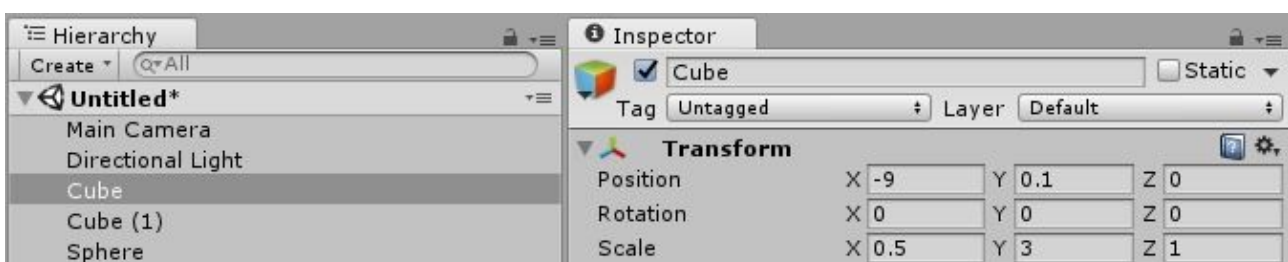 Hierarchy
Create All
Untitled*
Main Camera
Directional Light
Cube
Cube (1)
Sphere
Inspector
Cube Static
Tag Untagged Layer Default
Transform
Position X -9 Y 0.1 Z 0
Rotation X 0 Y 0 Z 0
Scale X 0.5 Y 3 Z 1